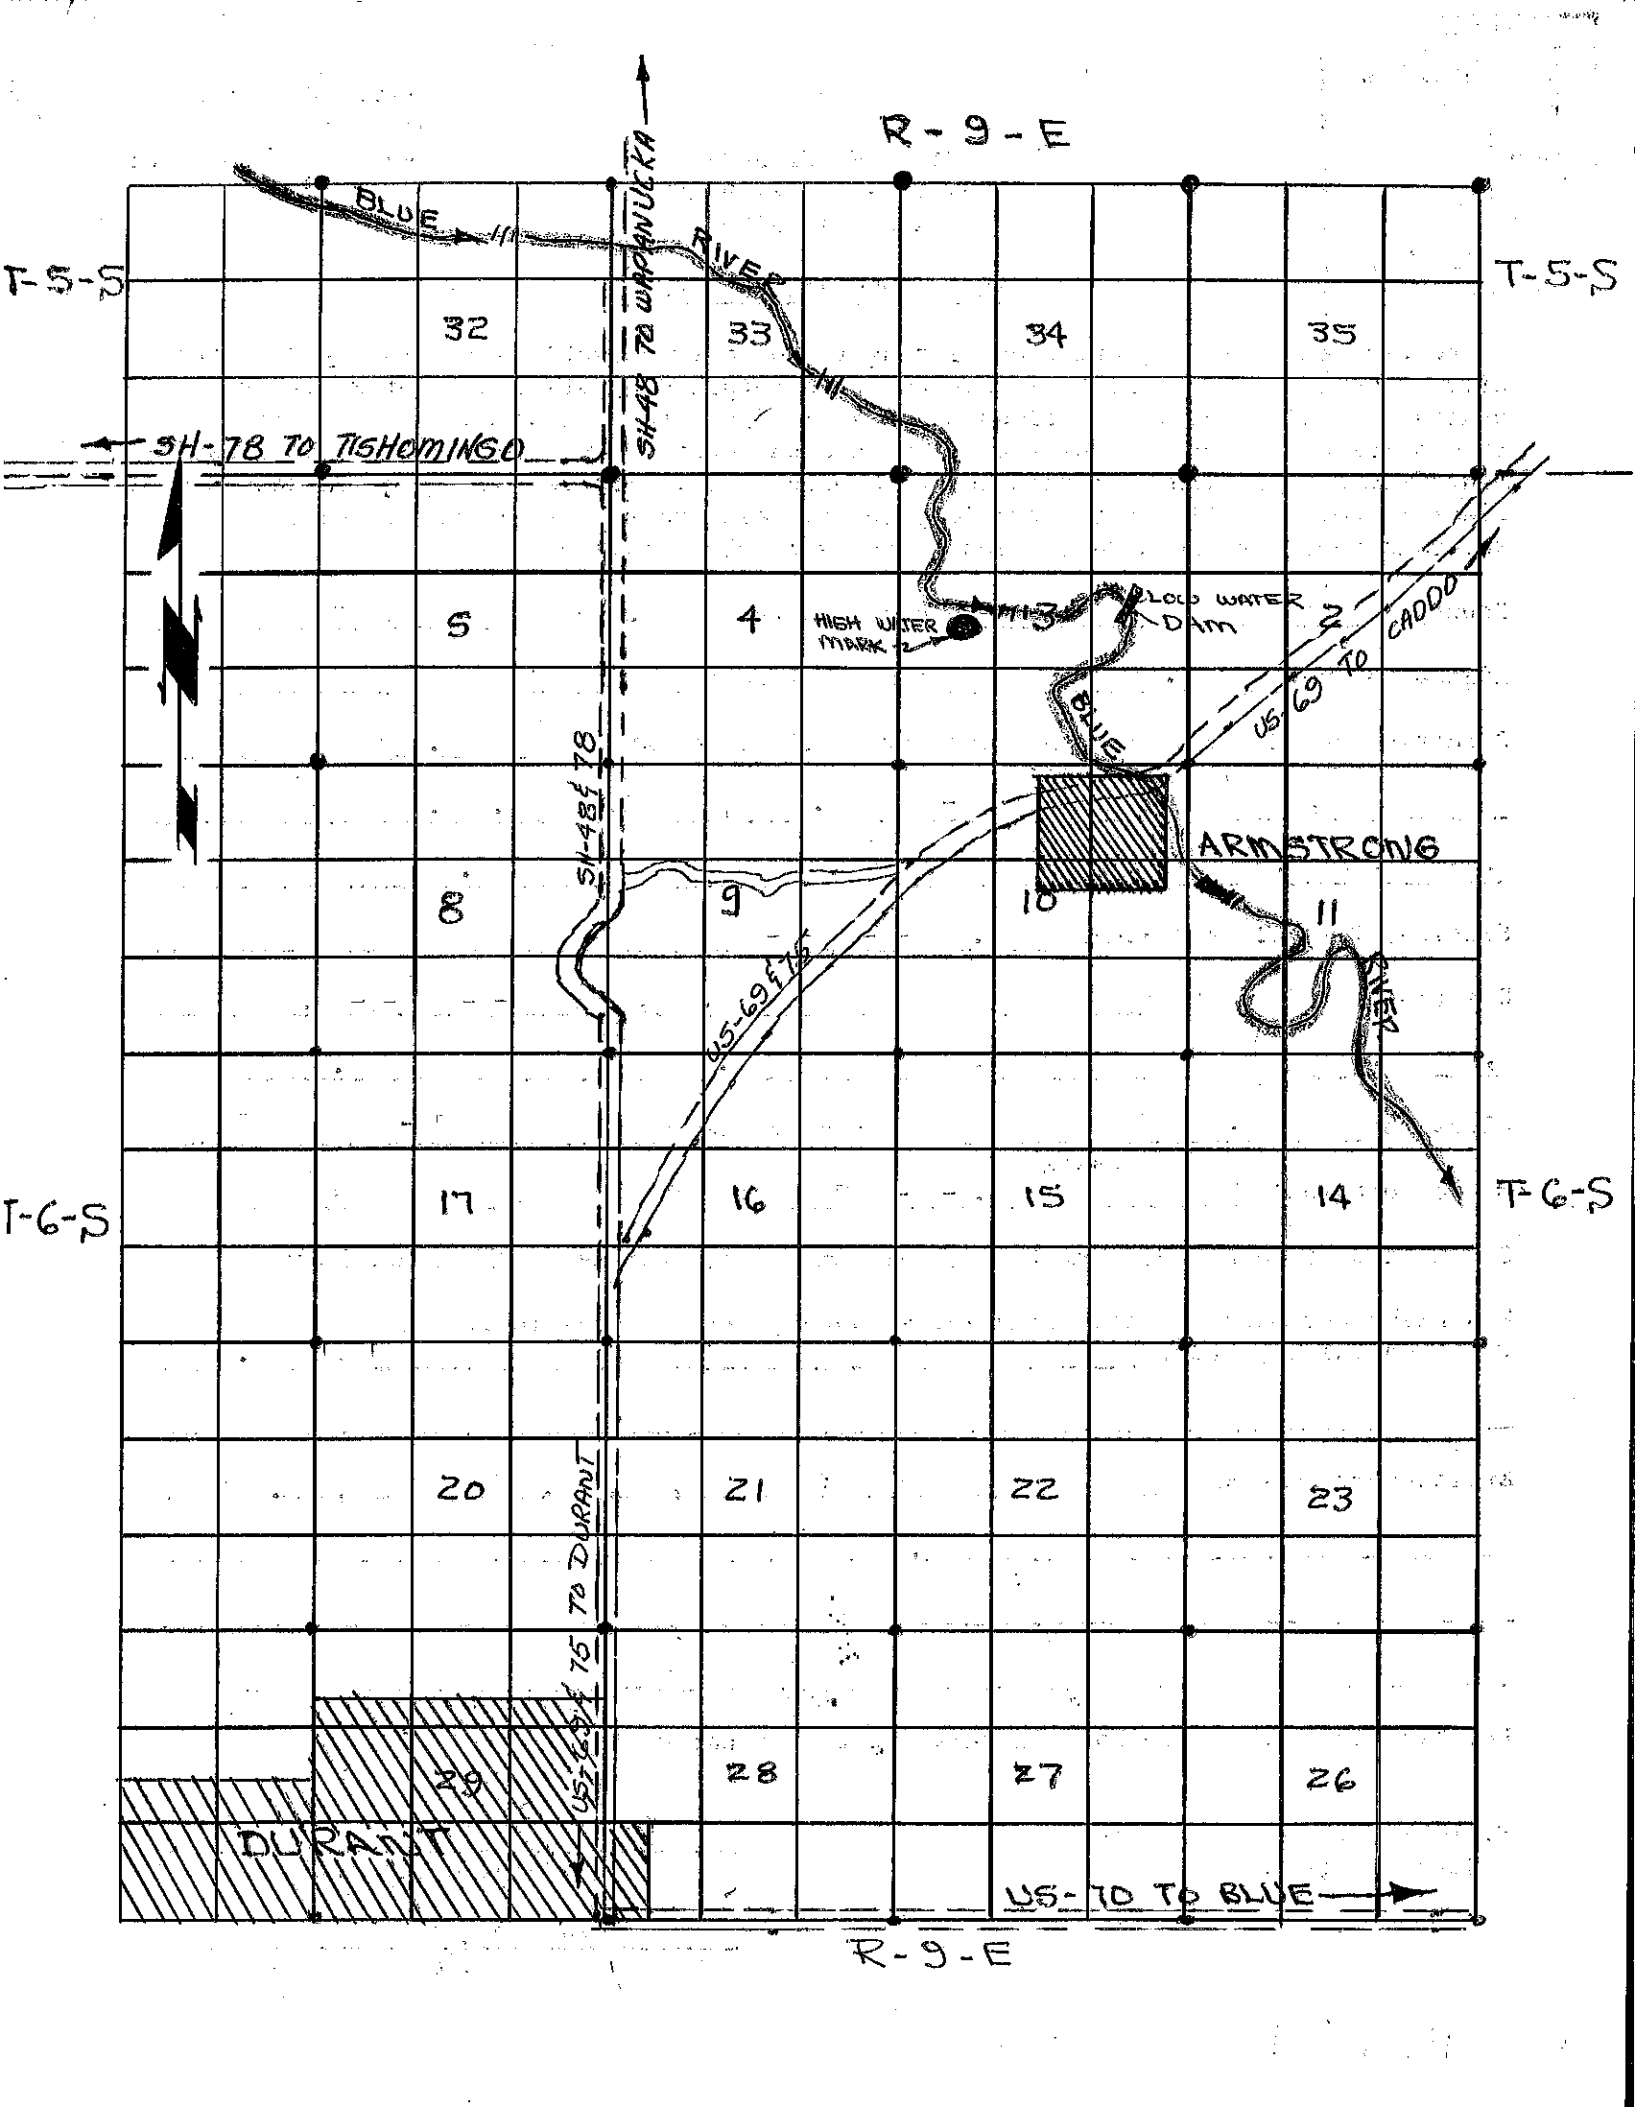 R-9-E
SH-48 TO WAPANUCKA
BLUE
RIVER
T-5-S
T-5-S
32
33
34
35
SH-78 TO TISHOMINGO
5
4
3
2
HIGH WATER
MARK-2
LOW WATER
DAM
US-69 TO CADDO
BLUE
SH-48 & 78
ARMSTRONG
8
9
10
11
US-69 & 75
RIVER
T-6-S
17
16
15
14
T-6-S
20
21
22
23
US-69 & 75 TO DURANT
29
28
27
26
DURANT
US-70 TO BLUE
R-9-E